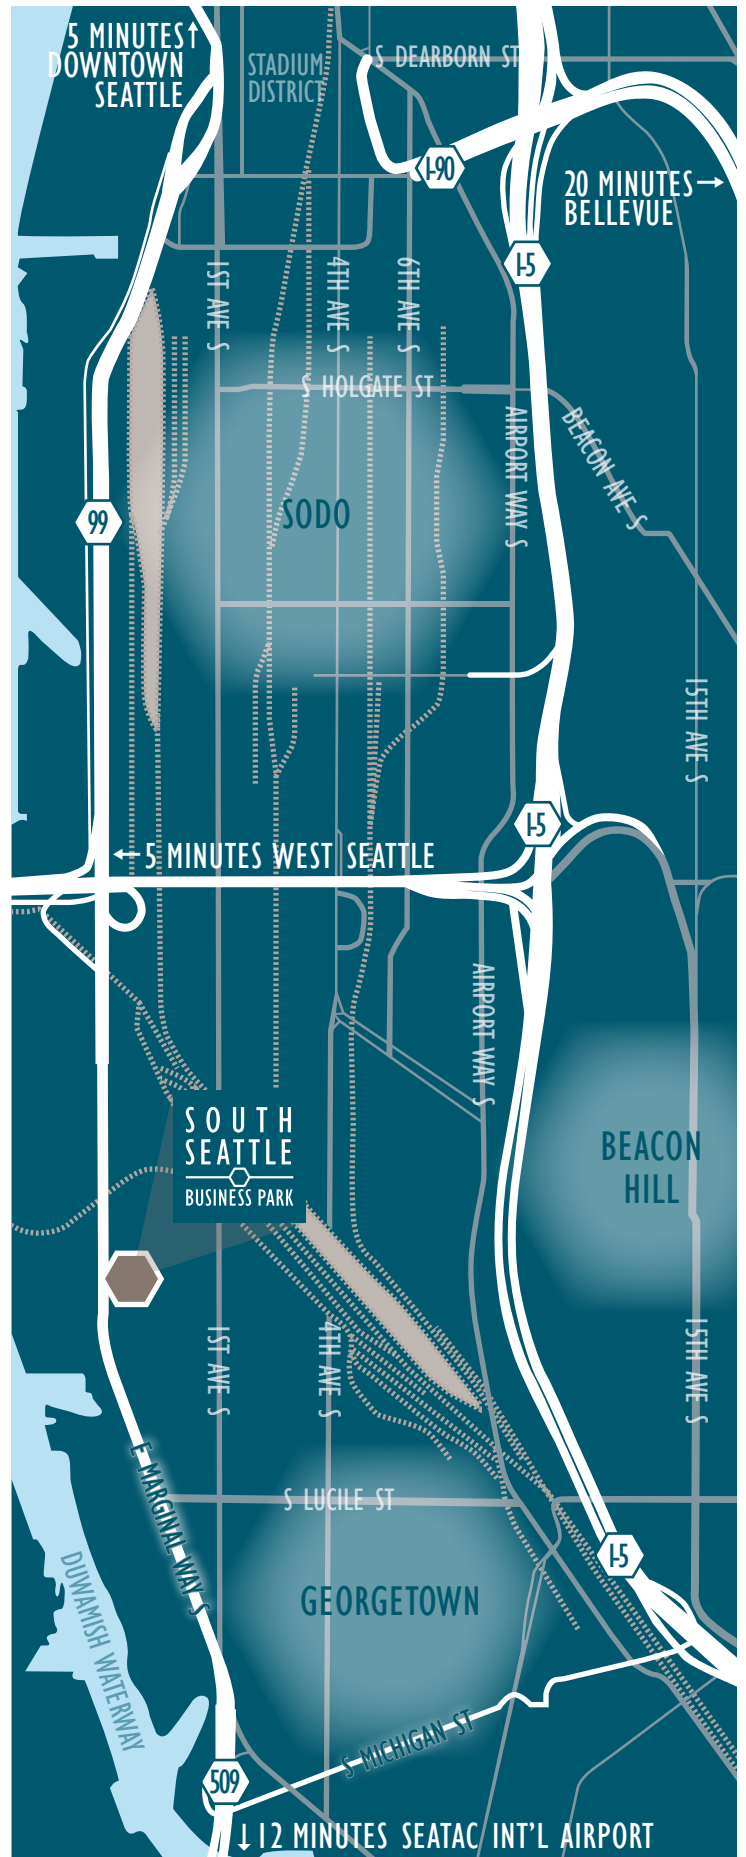 5 MINUTES↑
DOWNTOWN
SEATTLE
STADIUM
DISTRICT
S DEARBORN ST
I-90
20 MINUTES→
BELLEVUE
I-5
1ST AVE S
4TH AVE S
6TH AVE S
S HOLGATE ST
AIRPORT WAY S
BEACON AVE S
99
SODO
15TH AVE S
I-5
←5 MINUTES WEST SEATTLE
AIRPORT WAY S
SOUTH
SEATTLE
BUSINESS PARK
BEACON
HILL
1ST AVE S
4TH AVE S
15TH AVE S
E MARGINAL WAY S
S LUCILE ST
I-5
DUWAMISH WATERWAY
GEORGETOWN
S MICHIGAN ST
509
↓12 MINUTES SEATAC INT'L AIRPORT